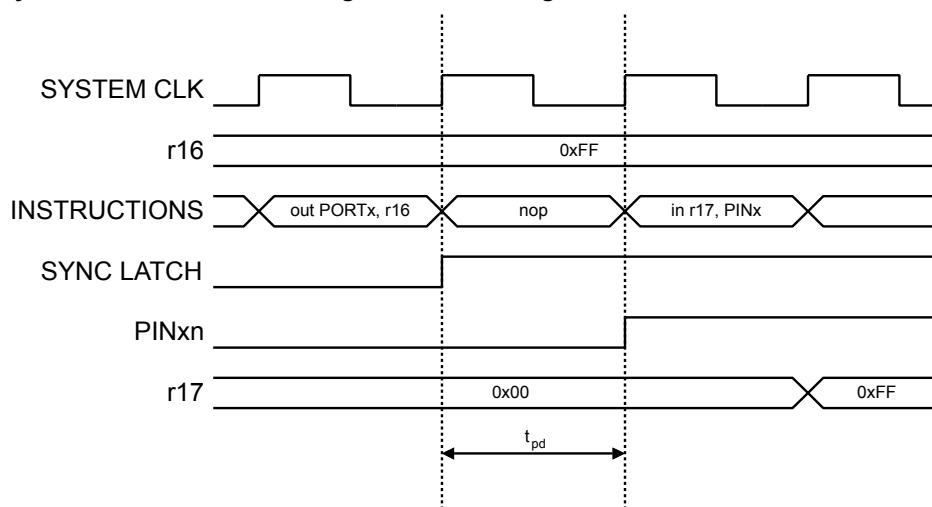 SYSTEM CLK
r16
0xFF
INSTRUCTIONS
out PORTx, r16
nop
in r17, PINx
SYNC LATCH
PINxn
r17
0x00
0xFF
tpd